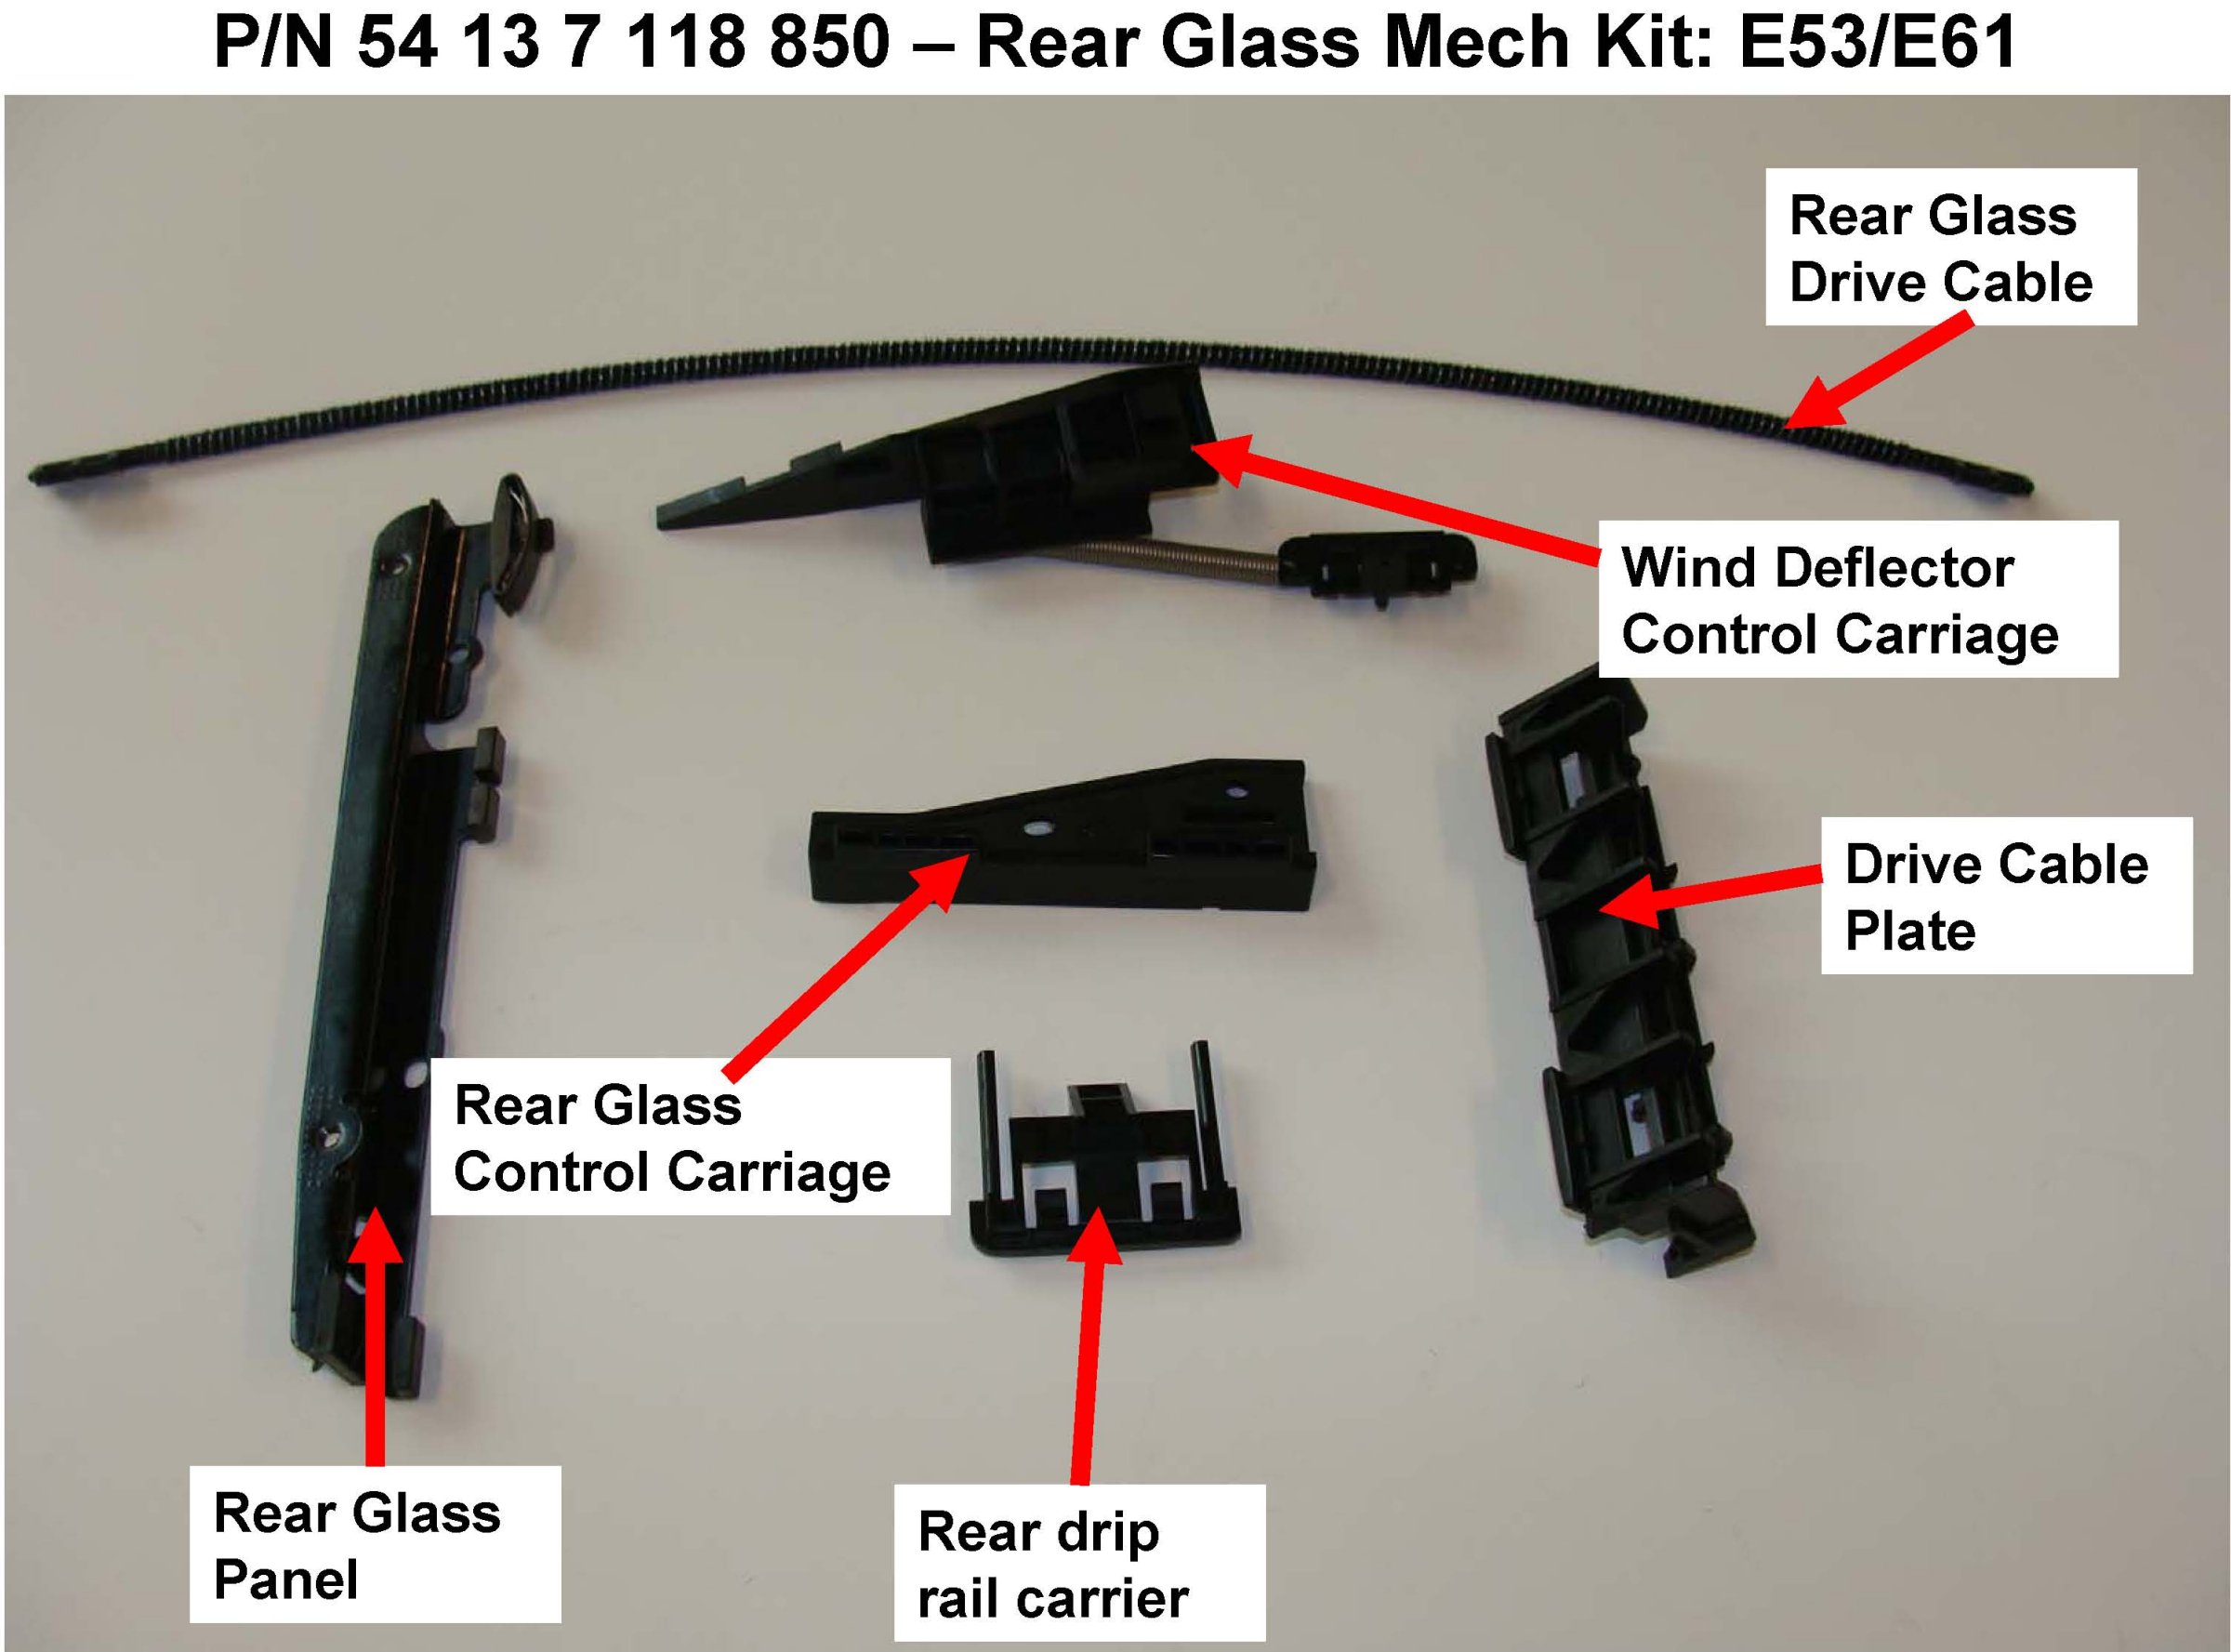 P/N 54 13 7 118 850 – Rear Glass Mech Kit: E53/E61
Rear Glass
Drive Cable
Wind Deflector
Control Carriage
Drive Cable
Plate
Rear Glass
Control Carriage
Rear Glass
Panel
Rear drip
rail carrier